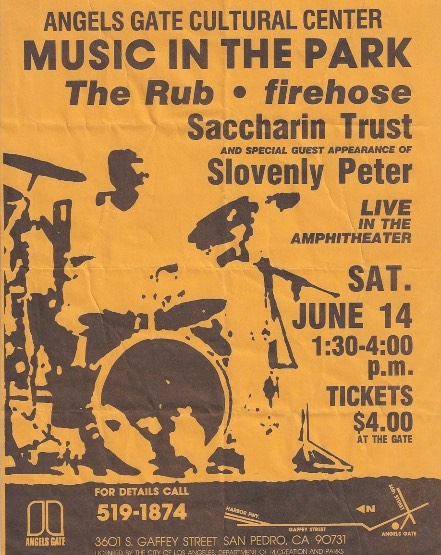 ANGELS GATE CULTURAL CENTER
MUSIC IN THE PARK
The Rub • firehose
Saccharin Trust
AND SPECIAL GUEST APPEARANCE OF
Slovenly Peter
LIVE
IN THE
AMPHITHEATER
SAT.
JUNE 14
1:30-4:00
p.m.
TICKETS
$4.00
AT THE GATE
FOR DETAILS CALL
519-1874
ANGELS GATE
HARBOR FWY.
GAFFEY STREET
N
32ND STREET
ANGELS GATE
3601 S. GAFFEY STREET SAN PEDRO, CA 90731
LICENSED BY THE CITY OF LOS ANGELES, DEPARTMENT OF RECREATION AND PARKS